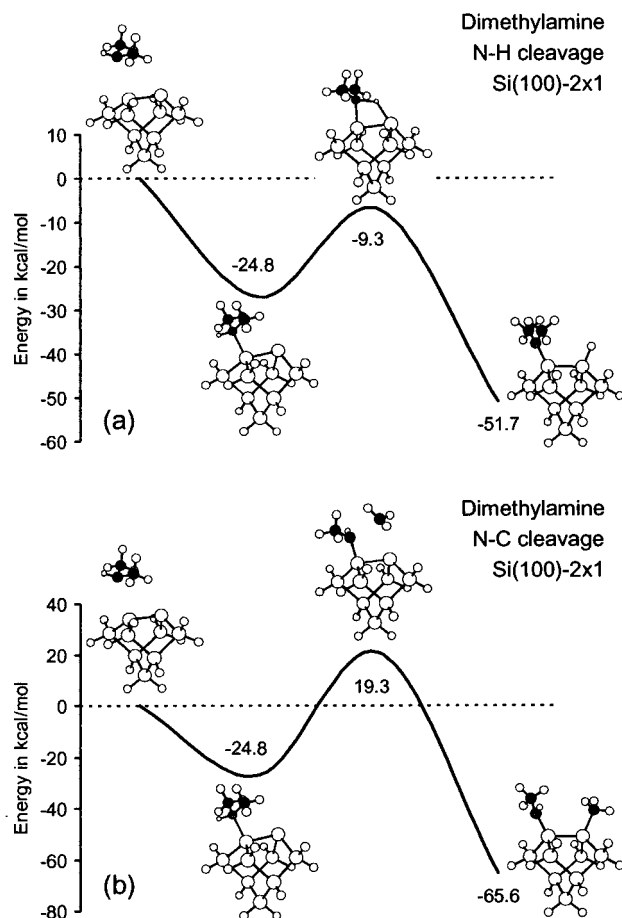 Dimethylamine
N-H cleavage
Si(100)-2x1
Energy in kcal/mol
10
0
-10
-20
-30
-40
-50
-60
-24.8
-9.3
-51.7
(a)
Dimethylamine
N-C cleavage
Si(100)-2x1
Energy in kcal/mol
40
20
0
-20
-40
-60
-80
19.3
-24.8
-65.6
(b)